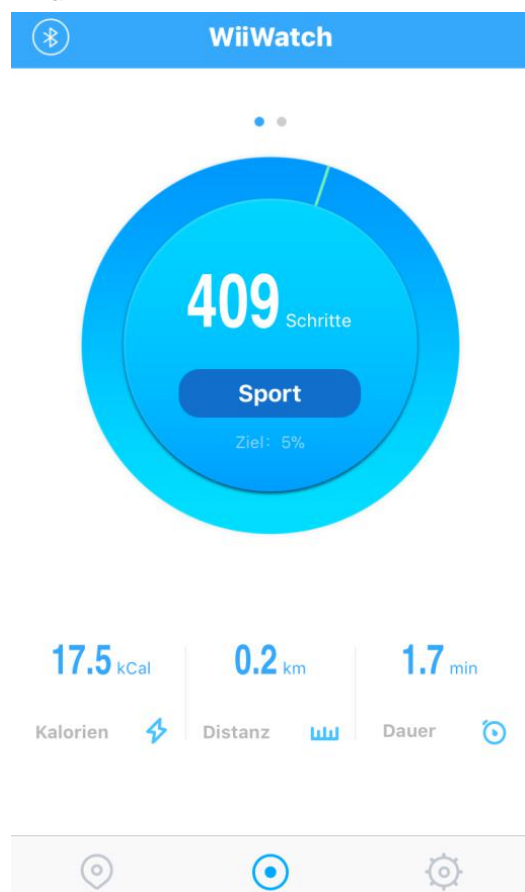 WiiWatch
409 Schritte
Sport
Ziel: 5%
17.5 kCal 0.2 km 1.7 min
Kalorien Distanz Dauer